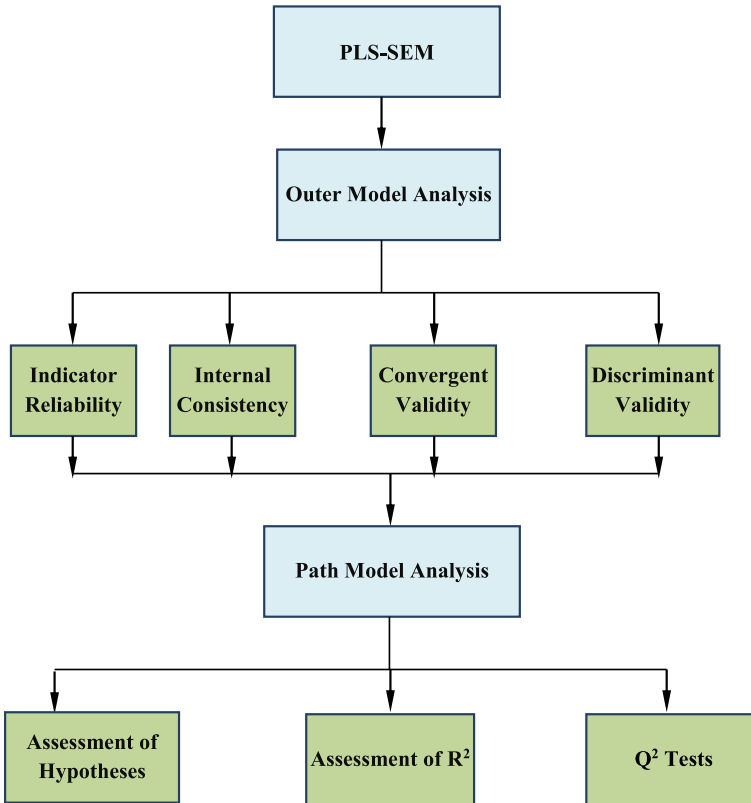 PLS-SEM
Outer Model Analysis
Indicator
Reliability
Internal
Consistency
Convergent
Validity
Discriminant
Validity
Path Model Analysis
Assessment of
Hypotheses
Assessment of R²
Q² Tests